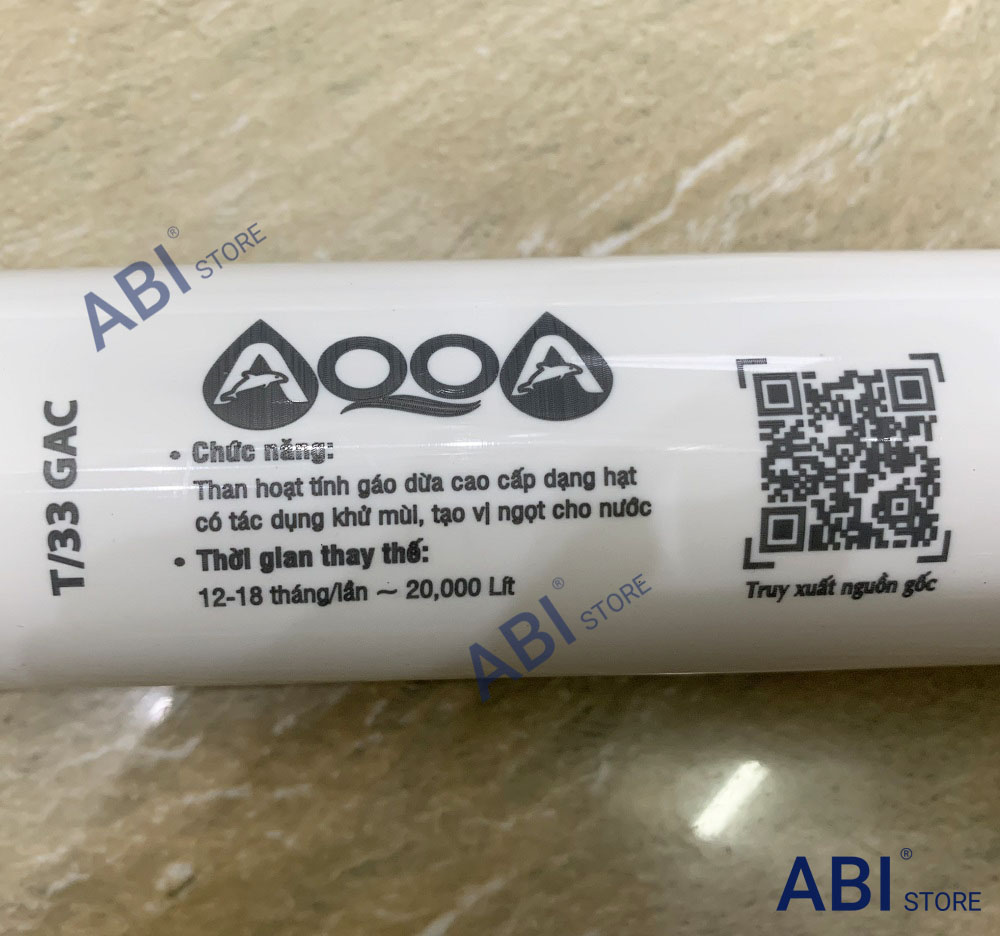 ABI® STORE
T/33 GAC
AQOA
• Chức năng:
Than hoạt tính gáo dừa cao cấp dạng hạt
có tác dụng khử mùi, tạo vị ngọt cho nước
• Thời gian thay thế:
12-18 tháng/lần ~ 20,000 Lít
Truy xuất nguồn gốc
ABI® STORE
ABI® STORE